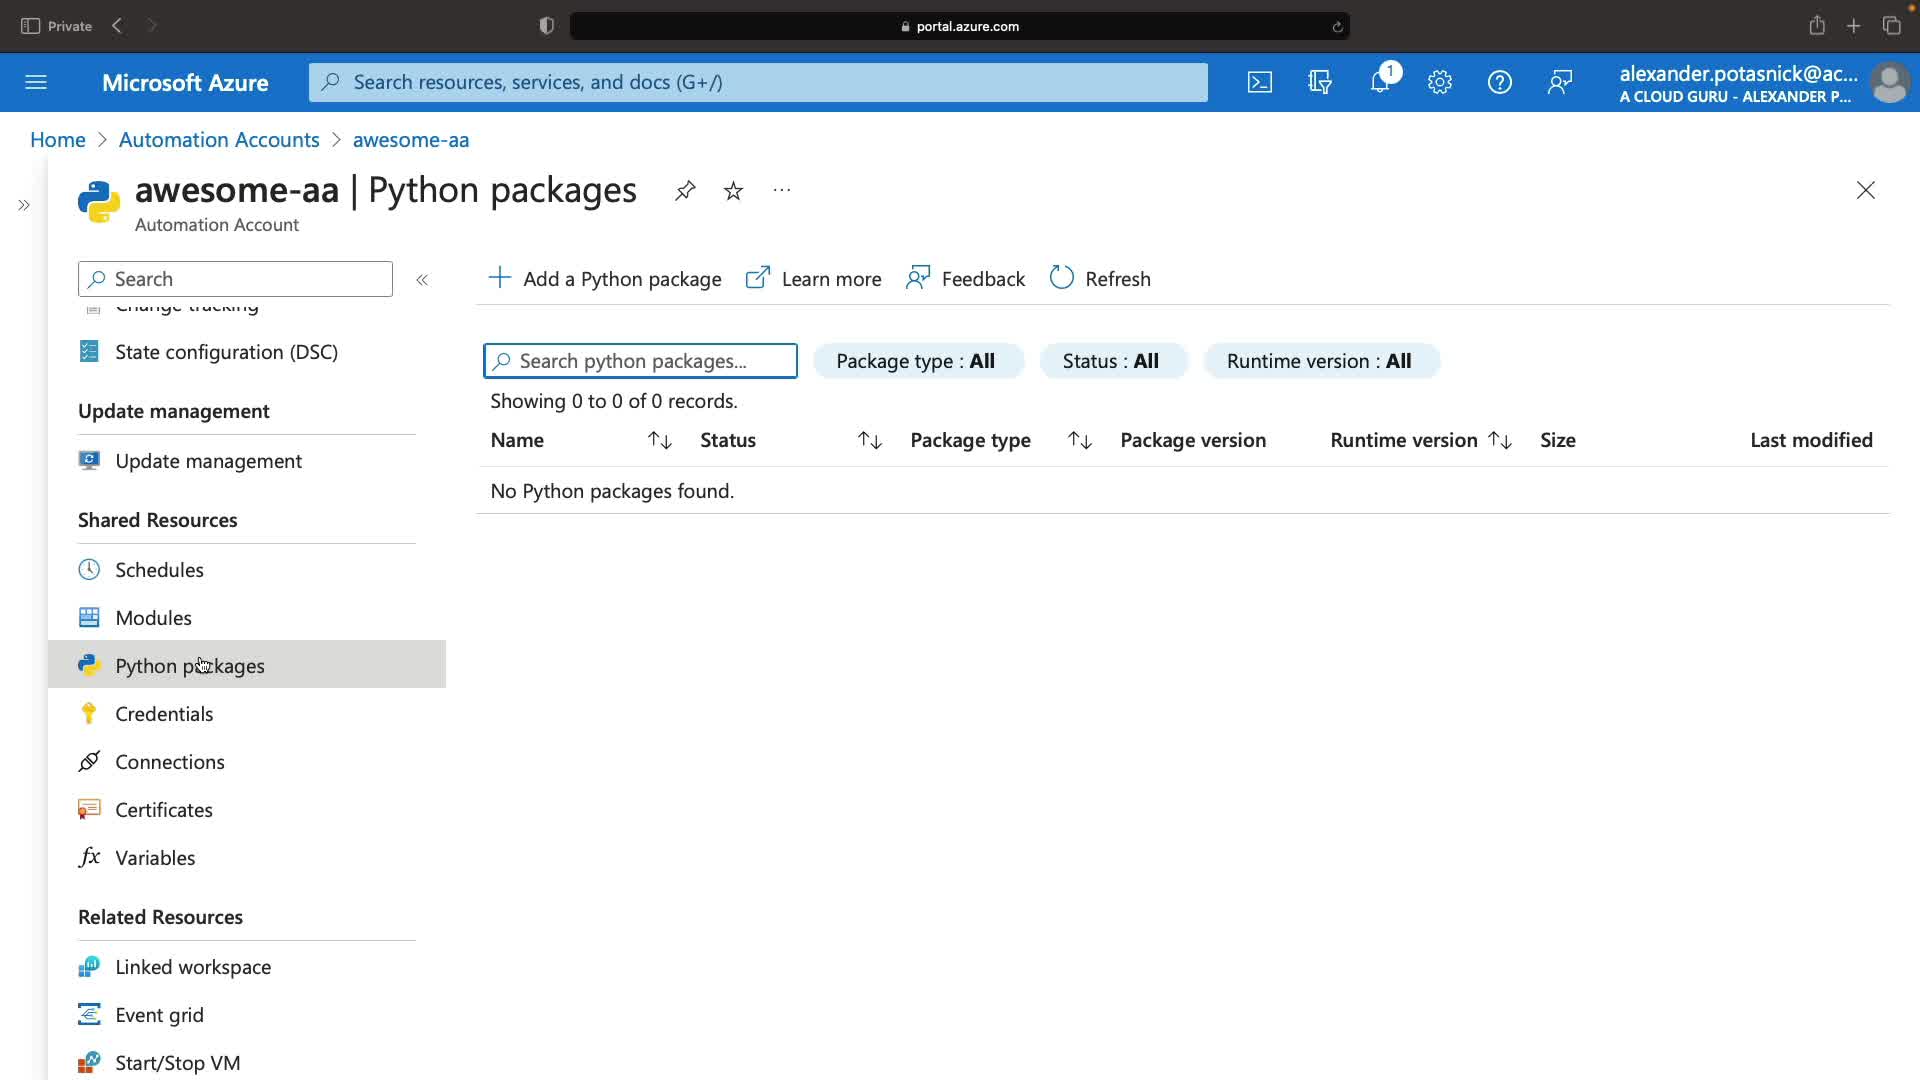 Private
portal.azure.com
Microsoft Azure
Search resources, services, and docs (G+/)
1
alexander.potasnick@ac...
A CLOUD GURU - ALEXANDER P...
Home > Automation Accounts > awesome-aa
awesome-aa | Python packages
Automation Account
Search
Add a Python package
Learn more
Feedback
Refresh
Change tracking
State configuration (DSC)
Update management
Update management
Shared Resources
Schedules
Modules
Python packages
Credentials
Connections
Certificates
Variables
Related Resources
Linked workspace
Event grid
Start/Stop VM
Search python packages...
Package type : All
Status : All
Runtime version : All
Showing 0 to 0 of 0 records.
Name
Status
Package type
Package version
Runtime version
Size
Last modified
No Python packages found.